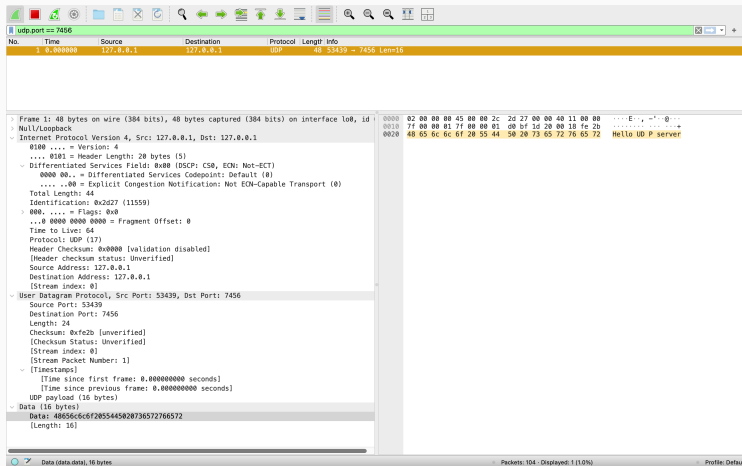 udp.port == 7456
No. Time Source Destination Protocol Length Info
1 0.000000 127.0.0.1 127.0.0.1 UDP 48 53439 → 7456 Len=16
Frame 1: 48 bytes on wire (384 bits), 48 bytes captured (384 bits) on interface lo0, id
Null/Loopback
Internet Protocol Version 4, Src: 127.0.0.1, Dst: 127.0.0.1
0100 .... = Version: 4
.... 0101 = Header Length: 20 bytes (5)
Differentiated Services Field: 0x00 (DSCP: CS0, ECN: Not-ECT)
0000 00.. = Differentiated Services Codepoint: Default (0)
.... ..00 = Explicit Congestion Notification: Not ECN-Capable Transport (0)
Total Length: 44
Identification: 0x2d27 (11559)
000. .... = Flags: 0x0
...0 0000 0000 0000 = Fragment Offset: 0
Time to Live: 64
Protocol: UDP (17)
Header Checksum: 0x0000 [validation disabled]
[Header checksum status: Unverified]
Source Address: 127.0.0.1
Destination Address: 127.0.0.1
[Stream index: 0]
User Datagram Protocol, Src Port: 53439, Dst Port: 7456
Source Port: 53439
Destination Port: 7456
Length: 24
Checksum: 0xfe2b [unverified]
[Checksum Status: Unverified]
[Stream index: 0]
[Stream Packet Number: 1]
[Timestamps]
[Time since first frame: 0.000000000 seconds]
[Time since previous frame: 0.000000000 seconds]
UDP payload (16 bytes)
Data (16 bytes)
Data: 48656c6c6f2055445020736572766572
[Length: 16]
0000 02 00 00 00 45 00 00 2c 2d 27 00 00 40 11 00 00 ····E··, -'··@···
0010 7f 00 00 01 7f 00 00 01 d0 bf 1d 20 00 18 fe 2b ········ ··· ···+
0020 48 65 6c 6c 6f 20 55 44 50 20 73 65 72 76 65 72 Hello UD P server
Data (data.data), 16 bytes
Packets: 104 · Displayed: 1 (1.0%)
Profile: Defau